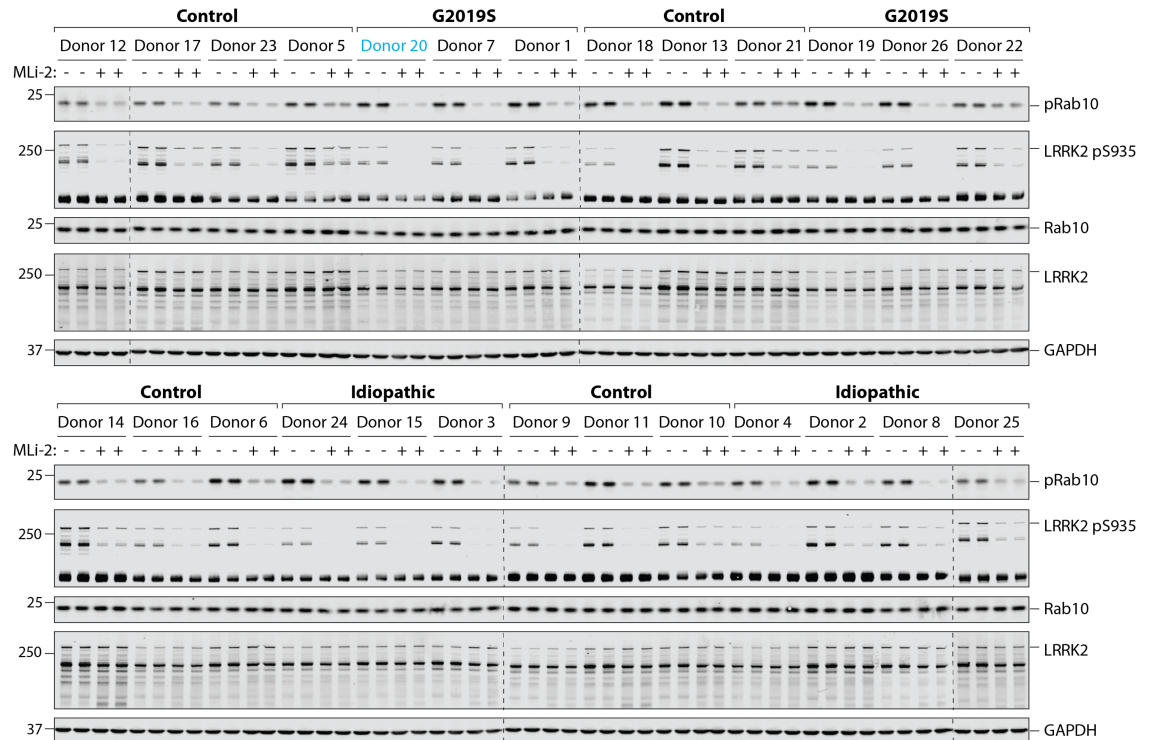 Control G2019S Control G2019S
Donor 12 Donor 17 Donor 23 Donor 5 Donor 20 Donor 7 Donor 1 Donor 18 Donor 13 Donor 21 Donor 19 Donor 26 Donor 22
MLi-2: - - + + - - + + - - + + - - + + - - + + - - + + - - + + - - + + - - + + - - + + - - + + - - + + - - + +
25 pRab10
250 LRRK2 pS935
25 Rab10
250 LRRK2
37 GAPDH
Control Idiopathic Control Idiopathic
Donor 14 Donor 16 Donor 6 Donor 24 Donor 15 Donor 3 Donor 9 Donor 11 Donor 10 Donor 4 Donor 2 Donor 8 Donor 25
MLi-2: - - + + - - + + - - + + - - + + - - + + - - + + - - + + - - + + - - + + - - + + - - + + - - + + - - + +
25 pRab10
250 LRRK2 pS935
25 Rab10
250 LRRK2
37 GAPDH